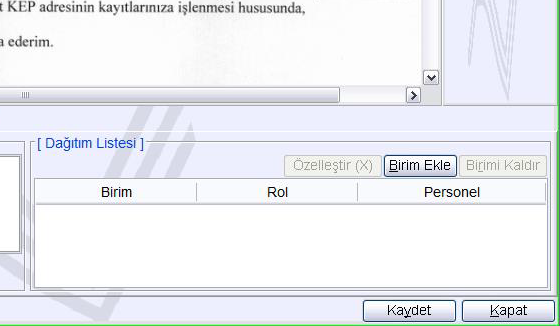 t KEP adresinin kayıtlarınıza işlenmesi hususunda,
a ederim.
[ Dağıtım Listesi ]
Özelleştir (X) Birim Ekle Birimi Kaldır
Birim Rol Personel
Kaydet Kapat